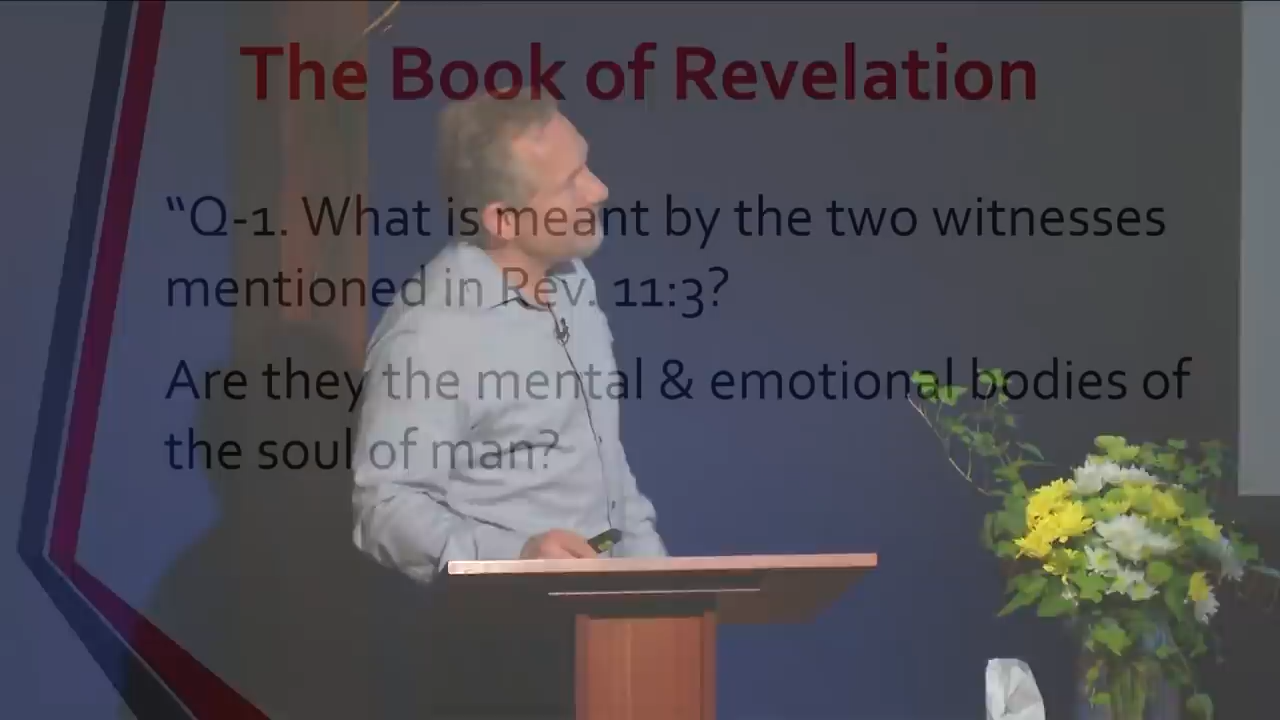 The Book of Revelation
“Q-1. What is meant by the two witnesses
mentioned in Rev. 11:3?
Are they the mental & emotional bodies of
the soul of man?